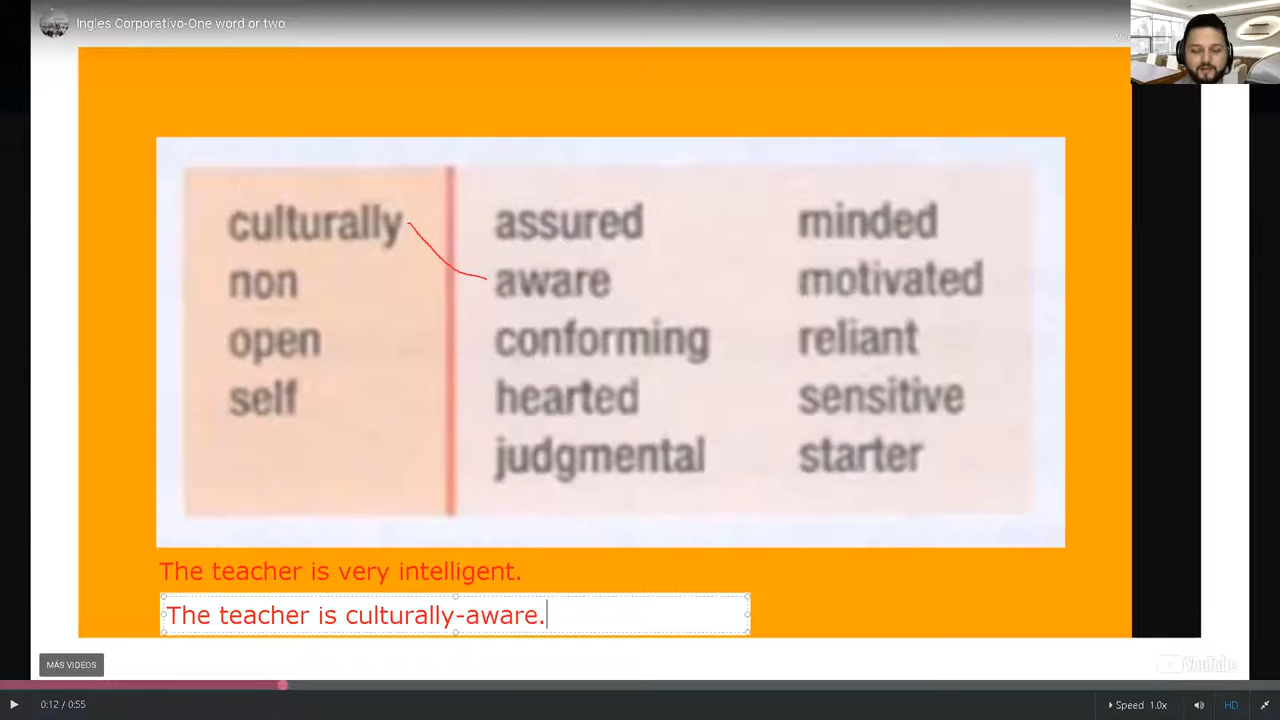 Ingles Corporativo-One word or two
culturally assured minded
non aware motivated
open conforming reliant
self hearted sensitive
judgmental starter
The teacher is very intelligent.
The teacher is culturally-aware.
MÁS VIDEOS
YouTube
0:12 / 0:55
Speed 1.0x
HD